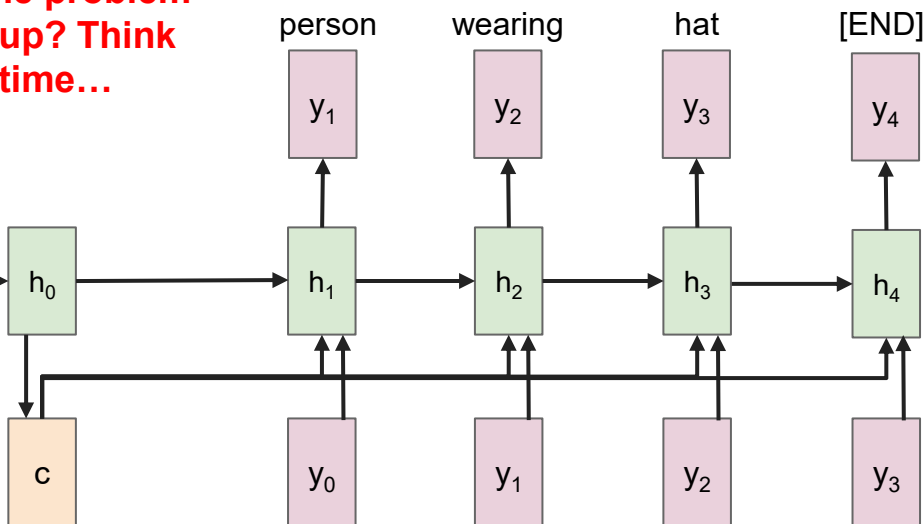 problem
up? Think
time…
person wearing hat [END]
y₁ y₂ y₃ y₄
h₀ h₁ h₂ h₃ h₄
c y₀ y₁ y₂ y₃